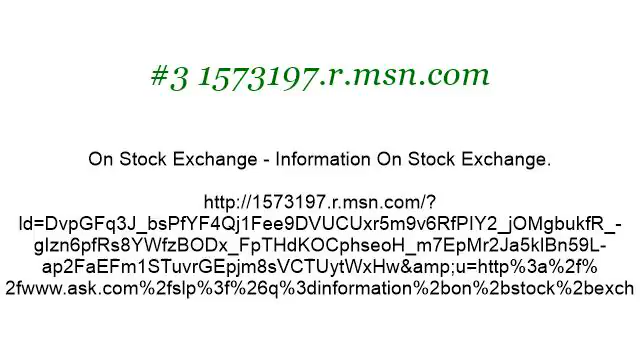 #3 1573197.r.msn.com
On Stock Exchange - Information On Stock Exchange.
http://1573197.r.msn.com/?
ld=DvpGFq3J_bsPfYF4Qj1Fee9DVUCUxr5m9v6RfPIY2_jOMgbukfR_-
gIzn6pfRs8YWfzBODx_FpTHdKOCphseoH_m7EpMr2Ja5kIBn59L-
ap2FaEFm1STuvrGEpjm8sVCTUytWxHw&amp;u=http%3a%2f%
2fwww.ask.com%2fslp%3f%26q%3dinformation%2bon%2bstock%2bexch